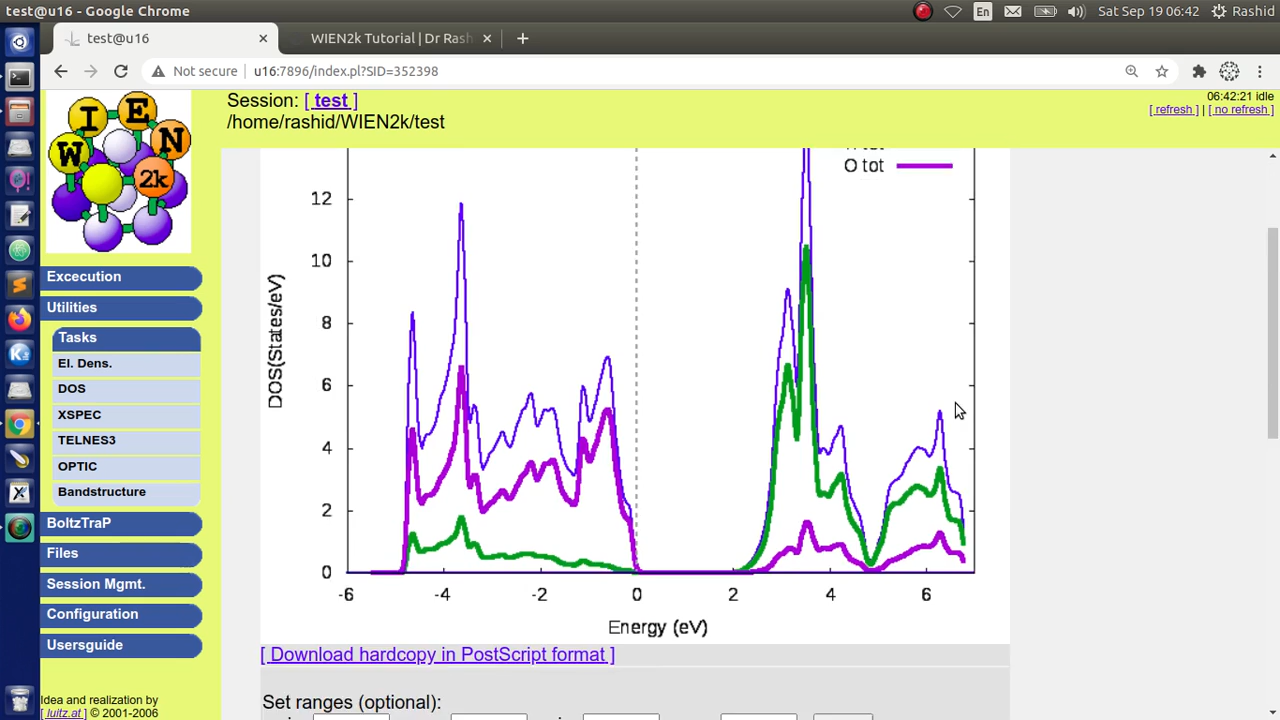 test@u16 - Google Chrome
En
Sat Sep 19 06:42
Rashid
test@u16
WIEN2k Tutorial | Dr Rash
Not secure
u16:7896/index.pl?SID=352398
W I E N
2k
Session: [ test ]
/home/rashid/WIEN2k/test
06:42:21 idle
[ refresh ] | [ no refresh ]
Excecution
Utilities
Tasks
El. Dens.
DOS
XSPEC
TELNES3
OPTIC
Bandstructure
BoltzTraP
Files
Session Mgmt.
Configuration
Usersguide
Idea and realization by
[ luitz.at ] © 2001-2006
O tot
12
10
8
6
4
2
0
DOS(States/eV)
-6 -4 -2 0 2 4 6
Energy (eV)
[ Download hardcopy in PostScript format ]
Set ranges (optional):